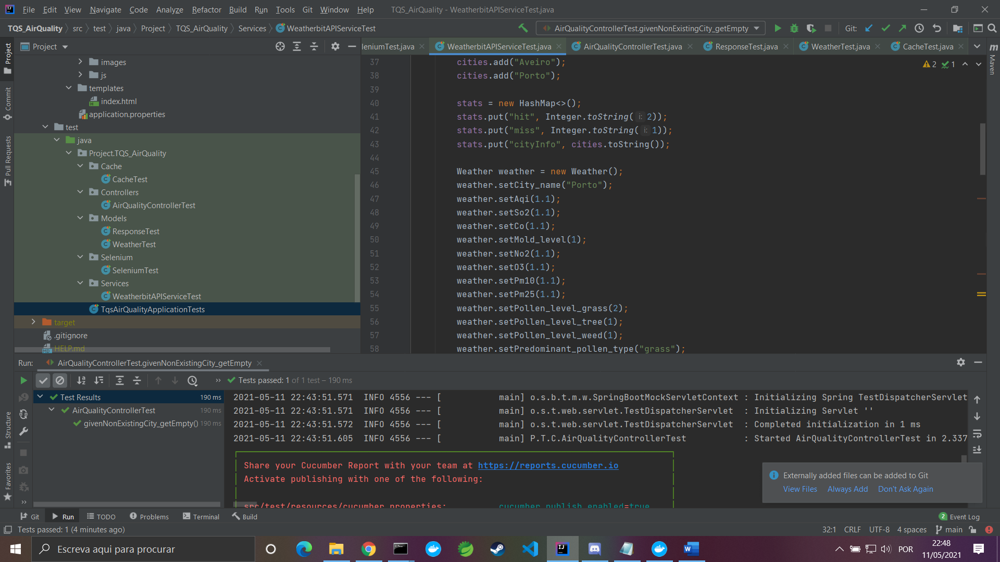 File Edit View Navigate Code Analyze Refactor Build Run Tools Git Window Help TQS_AirQuality - WeatherbitAPIServiceTest.java
TQS_AirQuality src test java Project TQS_AirQuality Services WeatherbitAPIServiceTest AirQualityControllerTest.givenNonExistingCity_getEmpty Git:
Project
leniumTest.java WeatherbitAPIServiceTest.java AirQualityControllerTest.java ResponseTest.java WeatherTest.java CacheTest.java
Project
Commit
Pull Requests
Structure
Favorites
Maven
images
js
templates
index.html
application.properties
test
java
Project.TQS_AirQuality
Cache
CacheTest
Controllers
AirQualityControllerTest
Models
ResponseTest
WeatherTest
Selenium
SeleniumTest
Services
WeatherbitAPIServiceTest
TqsAirQualityApplicationTests
target
.gitignore
HELP.md
2 1
37 cities.add("Aveiro");
38 cities.add("Porto");
39
40 stats = new HashMap<>();
41 stats.put("hit", Integer.toString( i: 2));
42 stats.put("miss", Integer.toString( i: 1));
43 stats.put("cityInfo", cities.toString());
44
45 Weather weather = new Weather();
46 weather.setCity_name("Porto");
47 weather.setAqi(1.1);
48 weather.setSo2(1.1);
49 weather.setCo(1.1);
50 weather.setMold_level(1);
51 weather.setNo2(1.1);
52 weather.setO3(1.1);
53 weather.setPm10(1.1);
54 weather.setPm25(1.1);
55 weather.setPollen_level_grass(2);
56 weather.setPollen_level_tree(1);
57 weather.setPollen_level_weed(1);
58 weather.setPredominant_pollen_type("grass");
Run: AirQualityControllerTest.givenNonExistingCity_getEmpty
Tests passed: 1 of 1 test – 190 ms
Test Results 190 ms
AirQualityControllerTest 190 ms
givenNonExistingCity_getEmpty() 190 ms
2021-05-11 22:43:51.571 INFO 4556 --- [ main] o.s.b.t.m.w.SpringBootMockServletContext : Initializing Spring TestDispatcherServlet
2021-05-11 22:43:51.571 INFO 4556 --- [ main] o.s.t.web.servlet.TestDispatcherServlet : Initializing Servlet ''
2021-05-11 22:43:51.572 INFO 4556 --- [ main] o.s.t.web.servlet.TestDispatcherServlet : Completed initialization in 1 ms
2021-05-11 22:43:51.605 INFO 4556 --- [ main] P.T.C.AirQualityControllerTest : Started AirQualityControllerTest in 2.337
Share your Cucumber Report with your team at https://reports.cucumber.io
Activate publishing with one of the following:
src/test/resources/cucumber.properties: cucumber.publish.enabled=true
Externally added files can be added to Git
View Files Always Add Don't Ask Again
Git Run TODO Problems Terminal Build 2 Event Log
Tests passed: 1 (4 minutes ago) 32:1 CRLF UTF-8 4 spaces main
Escreva aqui para procurar
POR
22:48
11/05/2021